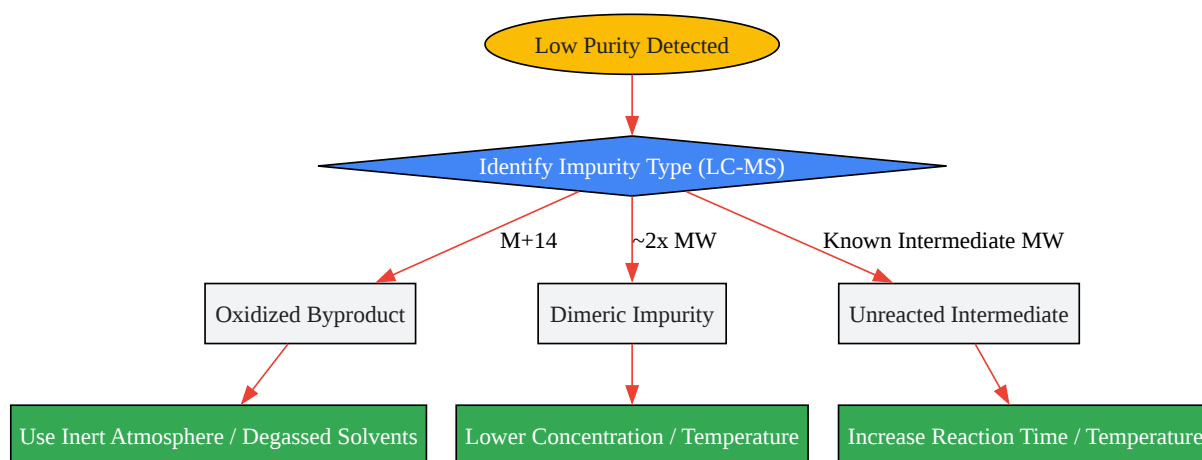 Low Purity Detected
Identify Impurity Type (LC-MS)
M+14
~2x MW
Known Intermediate MW
Oxidized Byproduct
Dimeric Impurity
Unreacted Intermediate
Use Inert Atmosphere / Degassed Solvents
Lower Concentration / Temperature
Increase Reaction Time / Temperature